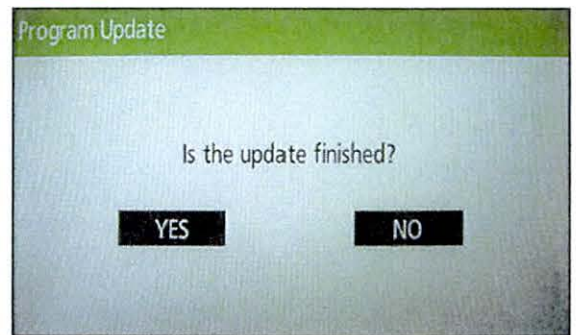 Program Update
Is the update finished?
YES
NO